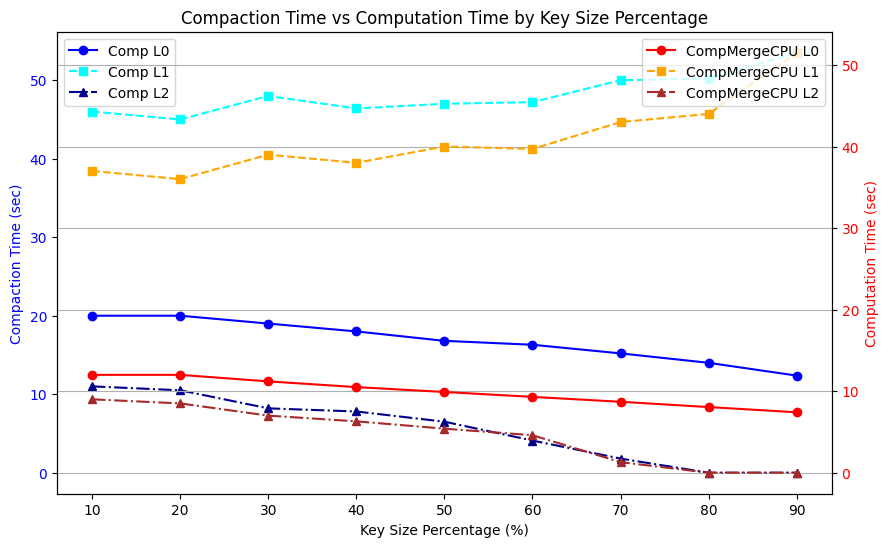 Compaction Time vs Computation Time by Key Size Percentage
Comp L0
Comp L1
Comp L2
CompMergeCPU L0
CompMergeCPU L1
CompMergeCPU L2
Compaction Time (sec)
50
40
30
20
10
0
Computation Time (sec)
50
40
30
20
10
0
10 20 30 40 50 60 70 80 90
Key Size Percentage (%)